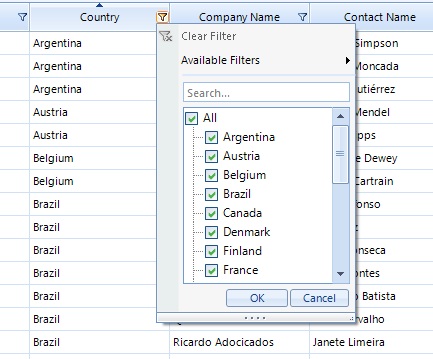 Country Company Name Contact Name
Argentina Simpson
Argentina Moncada
Argentina utiérrez
Austria Mendel
Austria pps
Belgium e Dewey
Belgium Cartrain
Brazil onso
Brazil
Brazil onseca
Brazil ontes
Brazil o Batista
Brazil rvalho
Brazil Ricardo Adocicados Janete Limeira
Clear Filter
Available Filters
Search...
All
Argentina
Austria
Belgium
Brazil
Canada
Denmark
Finland
France
OK Cancel